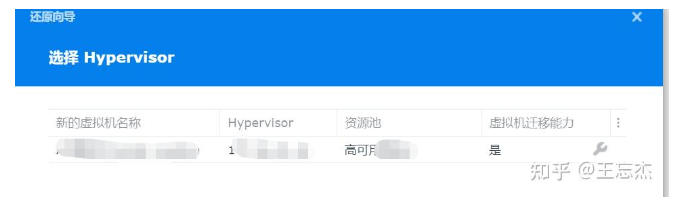 还原向导
选择 Hypervisor
新的虚拟机名称 Hypervisor 资源池 虚拟机迁移能力
1 高可用 是
知乎 @王忘杰